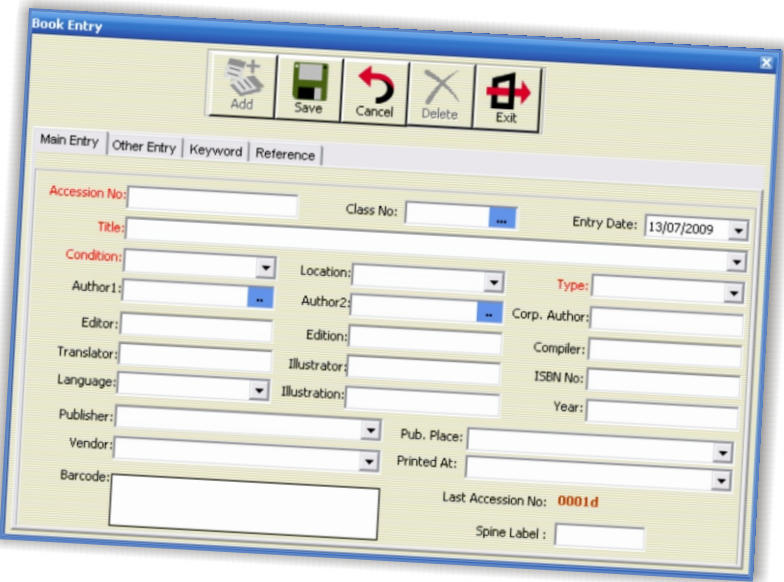 Book Entry
Add Save Cancel Delete Exit
Main Entry Other Entry Keyword Reference
Accession No: Class No: ... Entry Date: 13/07/2009
Title:
Condition: Location: Type:
Author1: .. Author2: .. Corp. Author:
Editor: Edition: Compiler:
Translator: Illustrator: ISBN No:
Language: Illustration: Year:
Publisher: Pub. Place:
Vendor: Printed At:
Barcode: Last Accession No: 0001d
Spine Label :